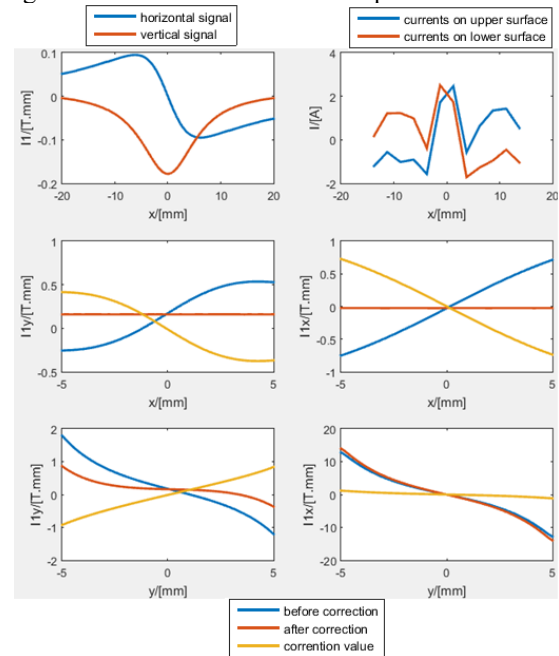 horizontal signal
vertical signal
currents on upper surface
currents on lower surface
0.1
0
-0.1
-0.2
I1/[T.mm]
-20 -10 0 10 20
x/[mm]
4
2
0
-2
I/[A]
-20 -10 0 10 20
x/[mm]
1
0.5
0
-0.5
I1y/[T.mm]
-5 0 5
x/[mm]
1
0.5
0
-0.5
-1
I1x/[T.mm]
-5 0 5
x/[mm]
2
1
0
-1
-2
I1y/[T.mm]
-5 0 5
y/[mm]
20
10
0
-10
-20
I1x/[T.mm]
-5 0 5
y/[mm]
before correction
after correction
corrention value